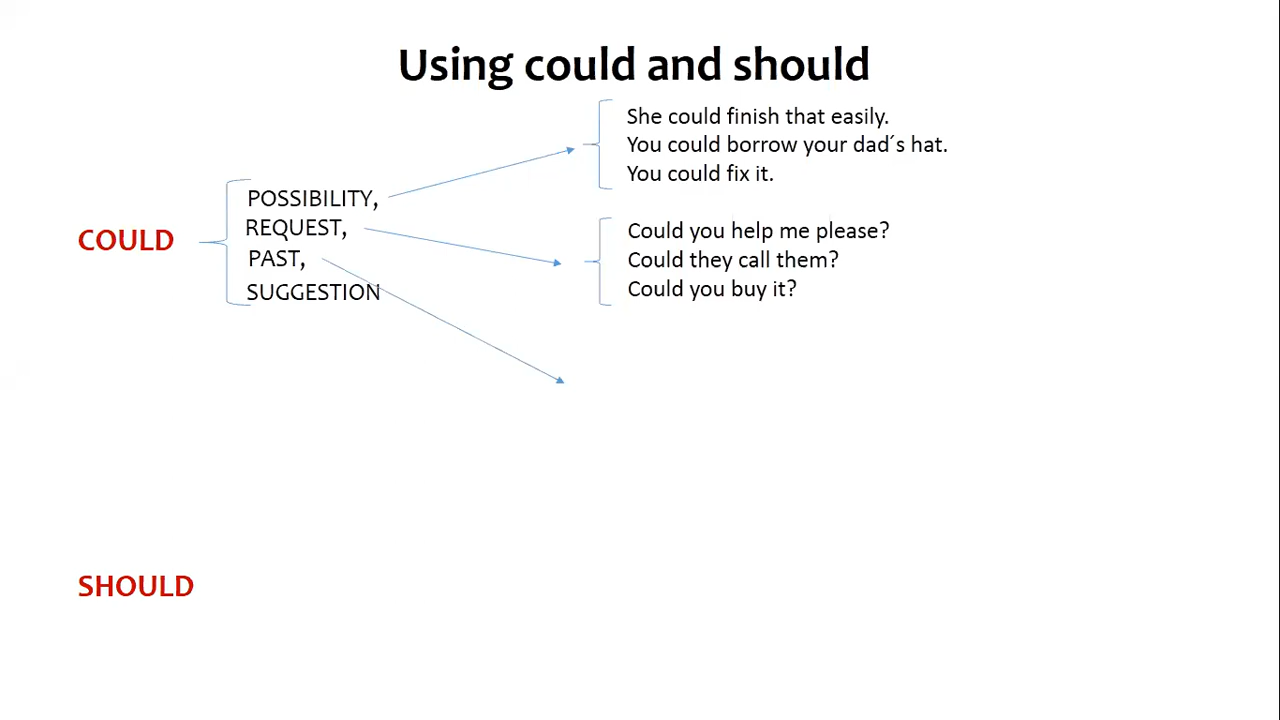 Using could and should
She could finish that easily.
You could borrow your dad´s hat.
You could fix it.
COULD
POSSIBILITY,
REQUEST,
PAST,
SUGGESTION
Could you help me please?
Could they call them?
Could you buy it?
SHOULD